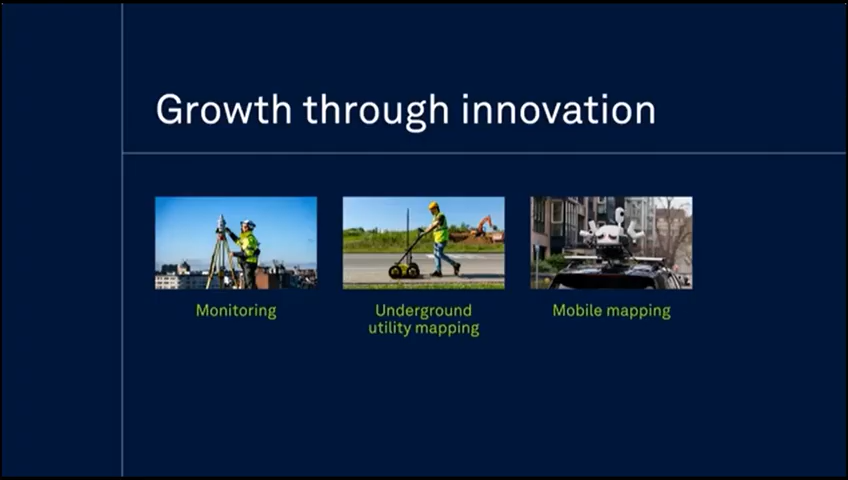 Growth through innovation
Monitoring
Underground
utility mapping
Mobile mapping